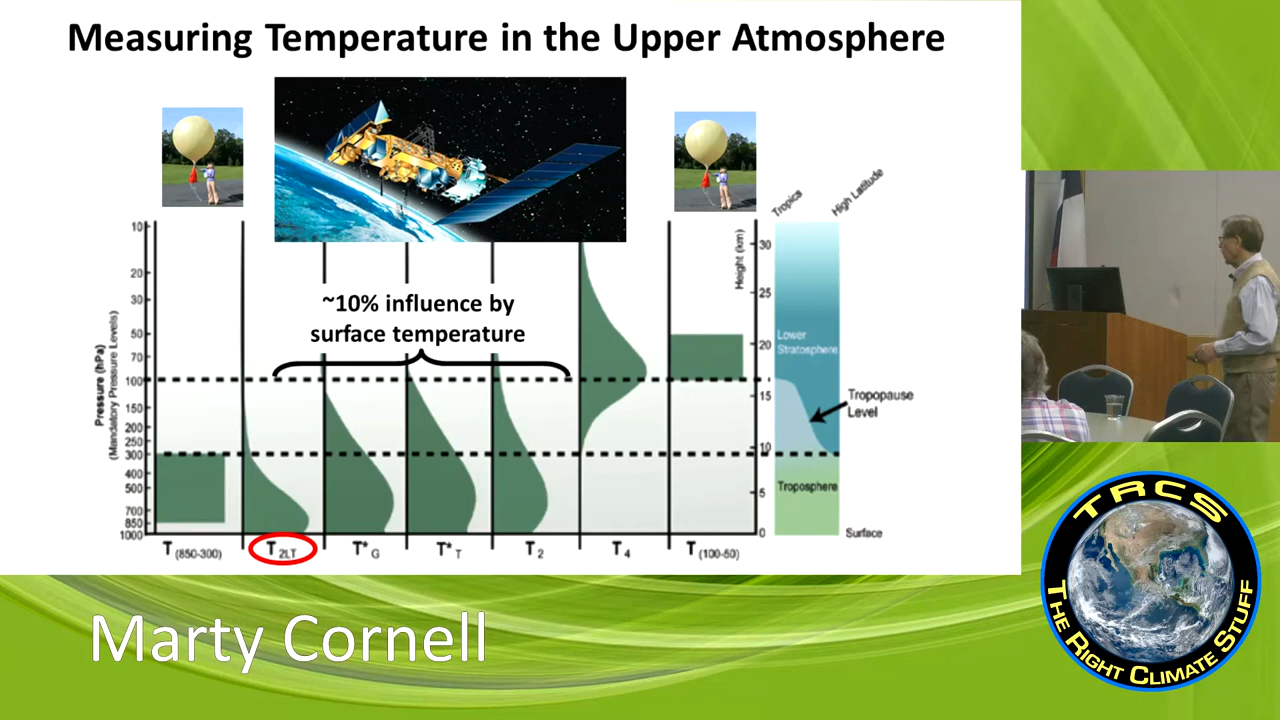 Measuring Temperature in the Upper Atmosphere
~10% influence by
surface temperature
Pressure (hPa)
(Mandatory Pressure Levels)
10
20
30
50
70
100
150
200
250
300
400
500
700
850
1000
T(850-300)
T2LT
T*G
T*T
T2
T4
T(100-50)
Height (km)
30
25
20
15
10
5
0
Tropics
High Latitude
Lower
Stratosphere
Tropopause
Level
Troposphere
Surface
Marty Cornell
TRCS
THE RIGHT CLIMATE STUFF